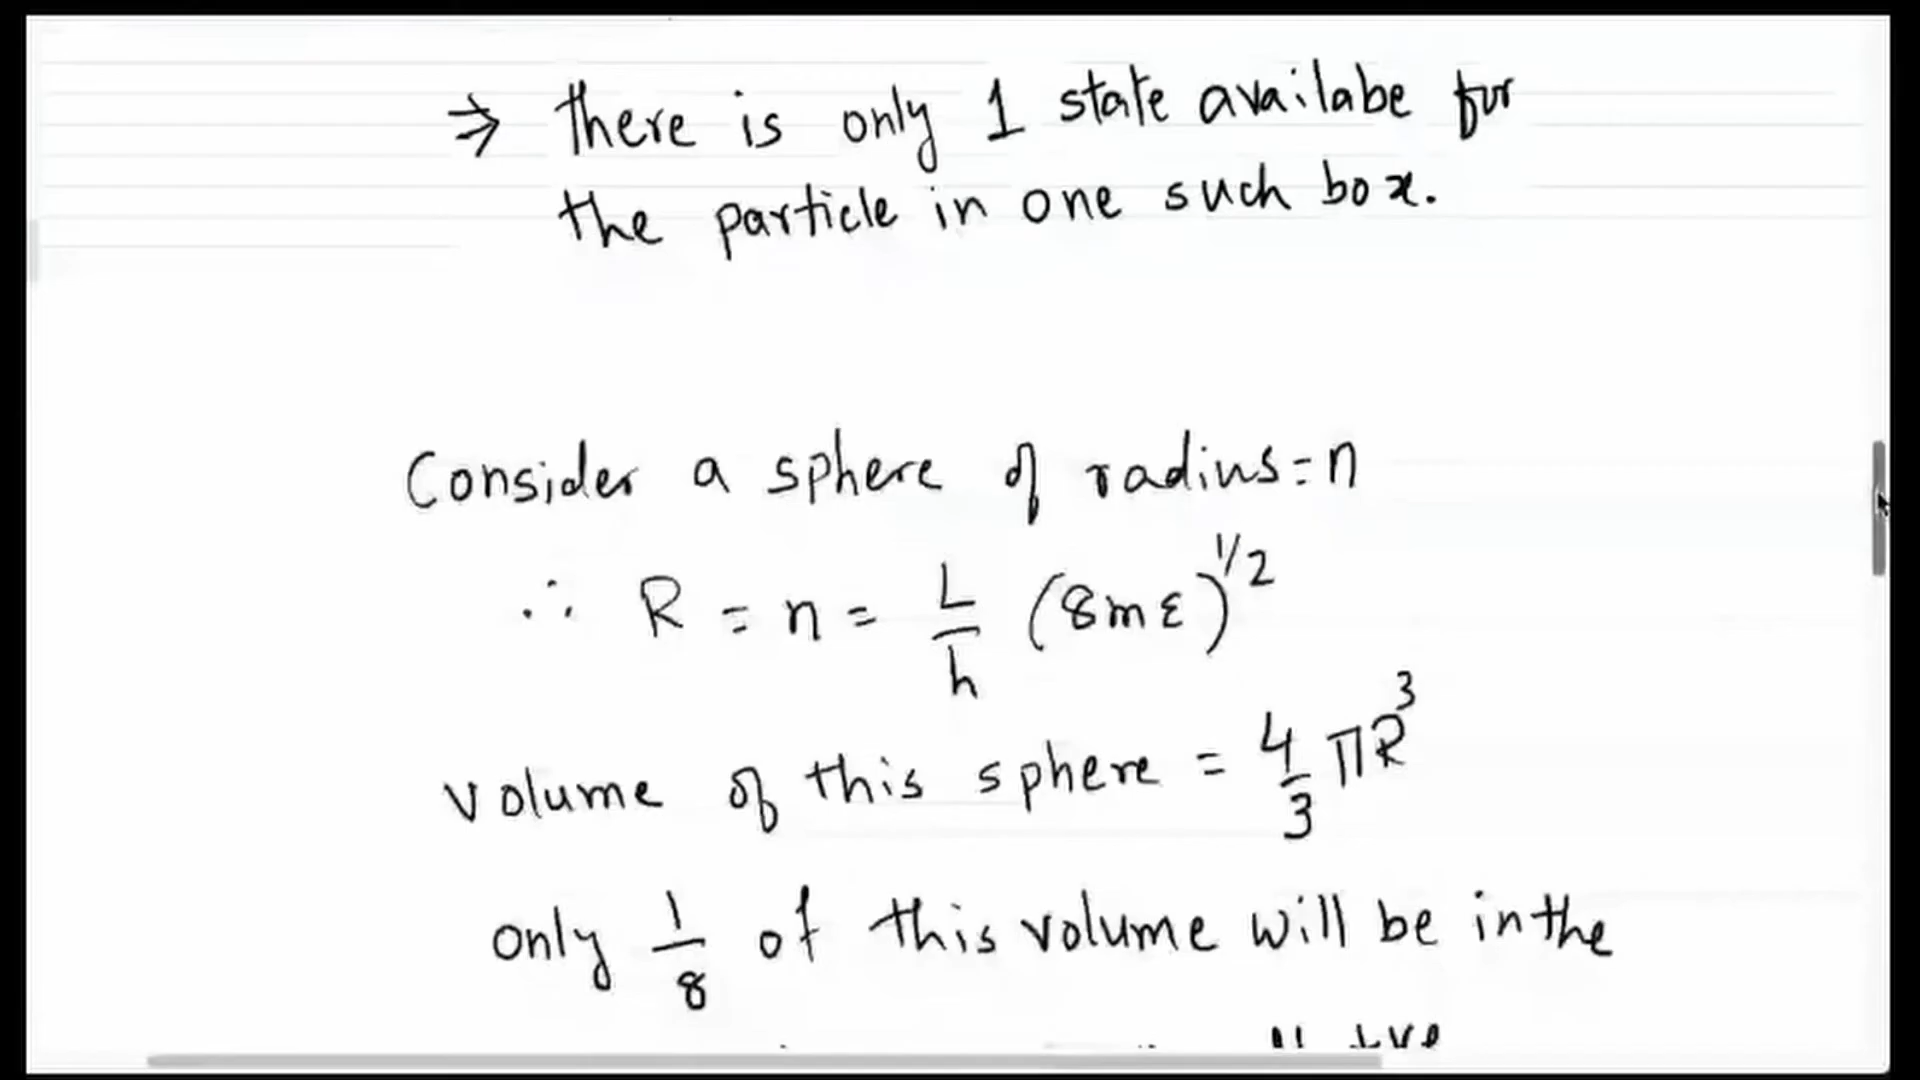 ⇒ there is only 1 state availabe for
the particle in one such box.
Consider a sphere of radius = n
∴ R = n = L/h (8mε)^1/2
volume of this sphere = 4/3 πR^3
only 1/8 of this volume will be in the